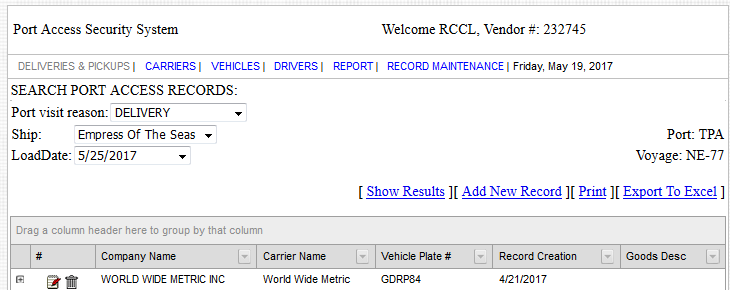 Port Access Security System Welcome RCCL, Vendor #: 232745
DELIVERIES & PICKUPS | CARRIERS | VEHICLES | DRIVERS | REPORT | RECORD MAINTENANCE | Friday, May 19, 2017
SEARCH PORT ACCESS RECORDS:
Port visit reason: DELIVERY
Ship: Empress Of The Seas Port: TPA
LoadDate: 5/25/2017 Voyage: NE-77
[ Show Results ][ Add New Record ][ Print ][ Export To Excel ]
Drag a column header here to group by that column
# Company Name Carrier Name Vehicle Plate # Record Creation Goods Desc
WORLD WIDE METRIC INC World Wide Metric GDRP84 4/21/2017